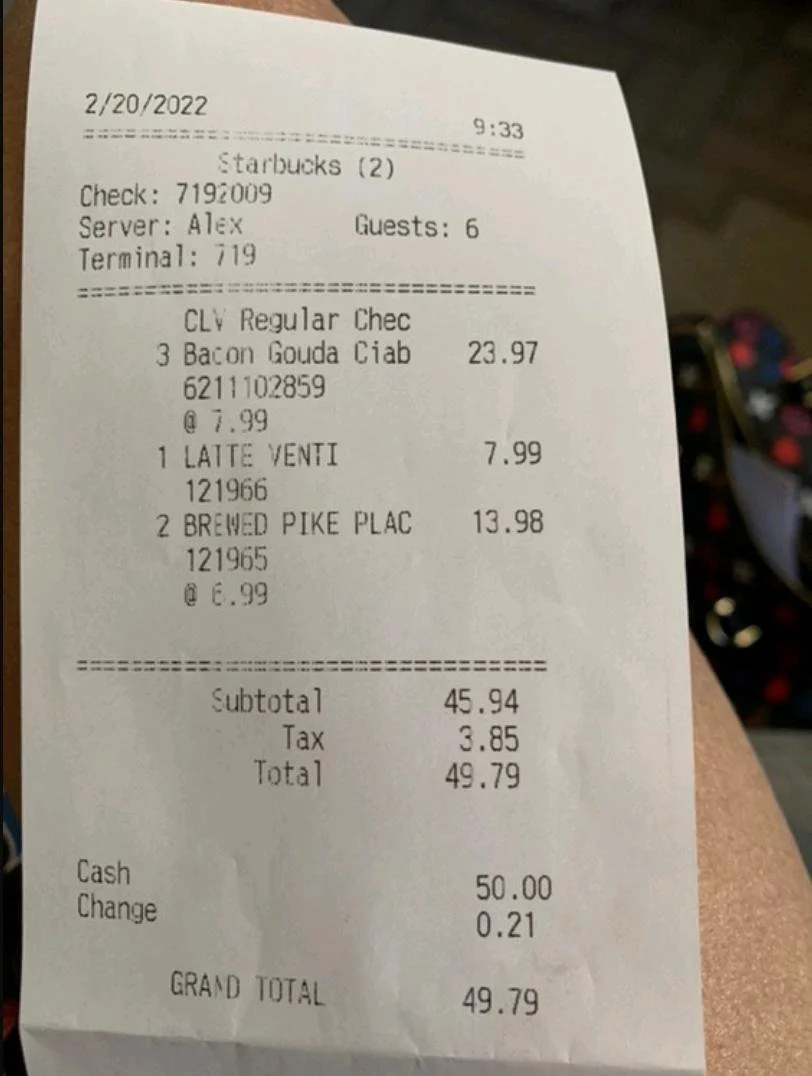 2/20/2022 9:33
================================
Starbucks (2)
Check: 7192009
Server: Alex Guests: 6
Terminal: 719
================================
CLV Regular Chec
3 Bacon Gouda Ciab 23.97
6211102859
@ 7.99
1 LATTE VENTI 7.99
121966
2 BREWED PIKE PLAC 13.98
121965
@ 6.99
================================
Subtotal 45.94
Tax 3.85
Total 49.79
Cash 50.00
Change 0.21
GRAND TOTAL 49.79